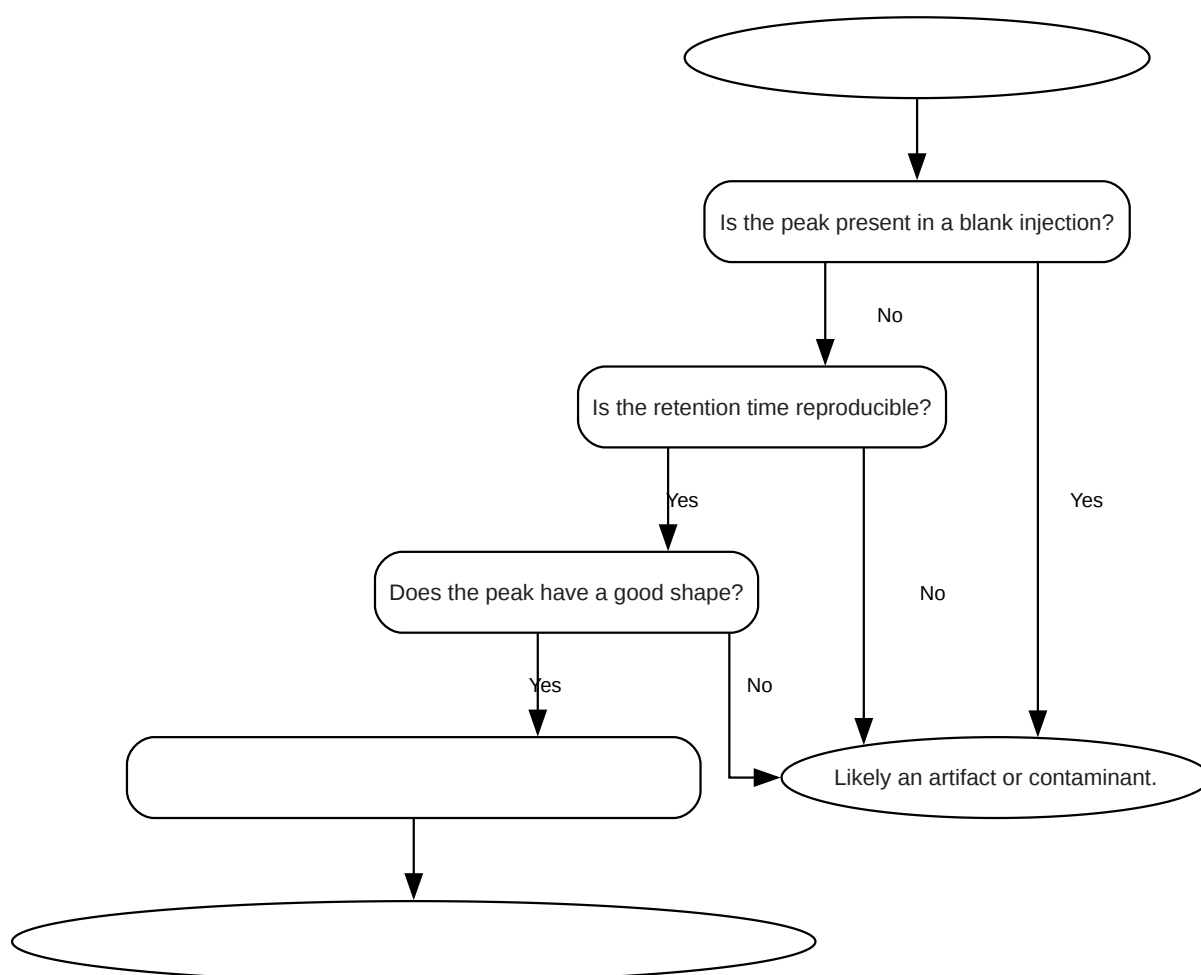 Is the peak present in a blank injection?
No
Is the retention time reproducible?
Yes
Yes
Does the peak have a good shape?
No
Yes
No
Likely an artifact or contaminant.